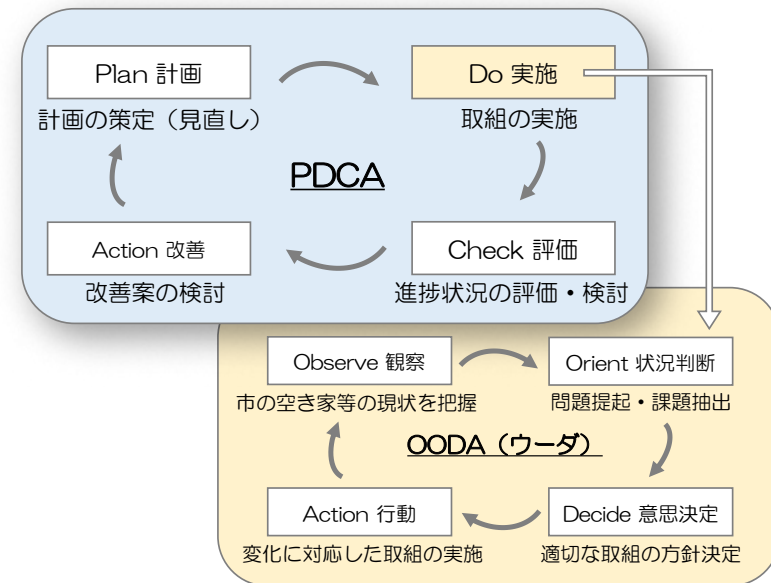 Plan 計画
計画の策定（見直し）
Do 実施
取組の実施
PDCA
Action 改善
改善案の検討
Check 評価
進捗状況の評価・検討
Observe 観察
市の空き家等の現状を把握
Orient 状況判断
問題提起・課題抽出
OODA（ウーダ）
Action 行動
変化に対応した取組の実施
Decide 意思決定
適切な取組の方針決定